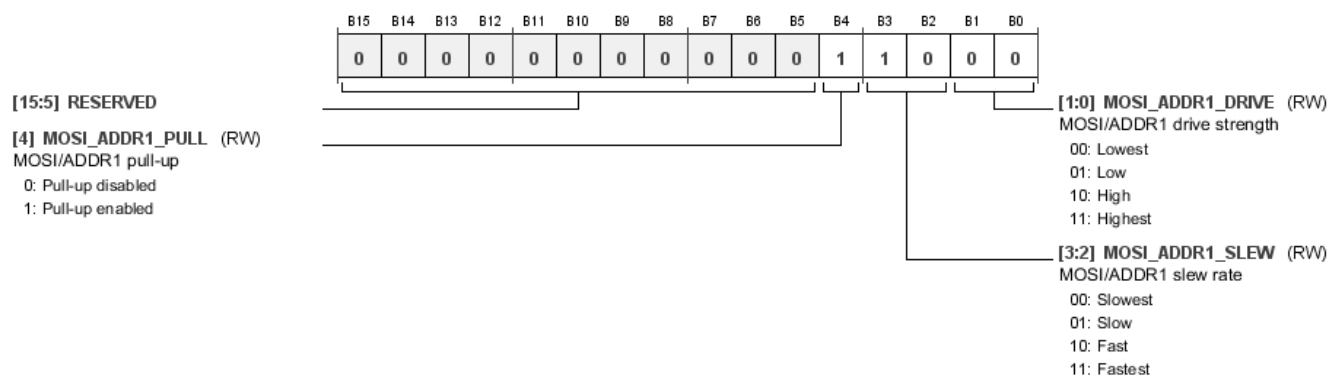 B15 B14 B13 B12 B11 B10 B9 B8 B7 B6 B5 B4 B3 B2 B1 B0
0 0 0 0 0 0 0 0 0 0 0 1 1 0 0 0
[15:5] RESERVED
[4] MOSI_ADDR1_PULL (RW)
MOSI/ADDR1 pull-up
0: Pull-up disabled
1: Pull-up enabled
[1:0] MOSI_ADDR1_DRIVE (RW)
MOSI/ADDR1 drive strength
00: Lowest
01: Low
10: High
11: Highest
[3:2] MOSI_ADDR1_SLEW (RW)
MOSI/ADDR1 slew rate
00: Slowest
01: Slow
10: Fast
11: Fastest